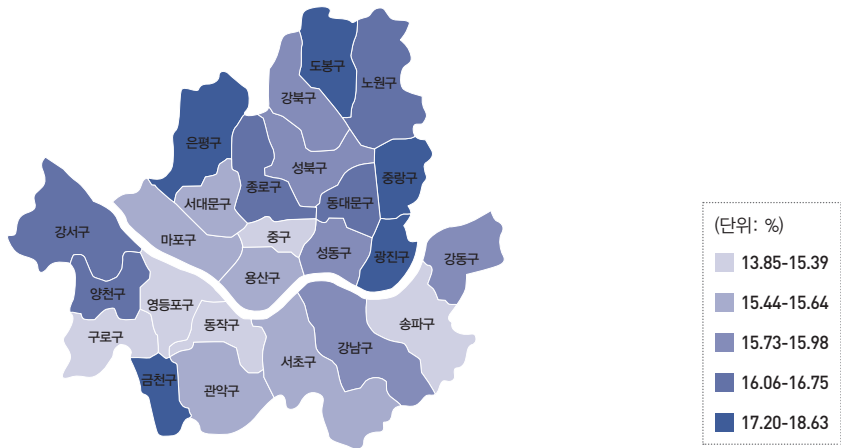 도봉구
노원구
강북구
은평구
성북구
중랑구
종로구
서대문구
동대문구
강서구
마포구
중구
성동구
광진구
강동구
용산구
양천구
영등포구
동작구
송파구
구로구
강남구
서초구
금천구
관악구
(단위: %)
13.85-15.39
15.44-15.64
15.73-15.98
16.06-16.75
17.20-18.63